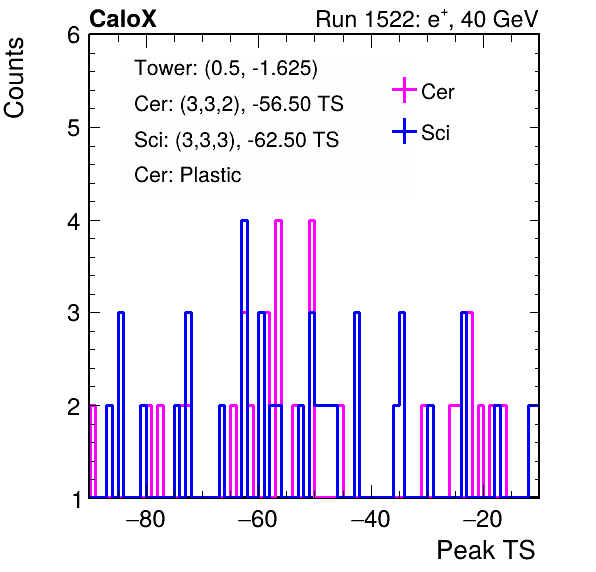 CaloX Run 1522: e⁺, 40 GeV
Counts
6
Tower: (0.5, -1.625)
Cer: (3,3,2), -56.50 TS
Sci: (3,3,3), -62.50 TS
Cer: Plastic
Cer
Sci
5
4
3
2
1
−80 −60 −40 −20
Peak TS